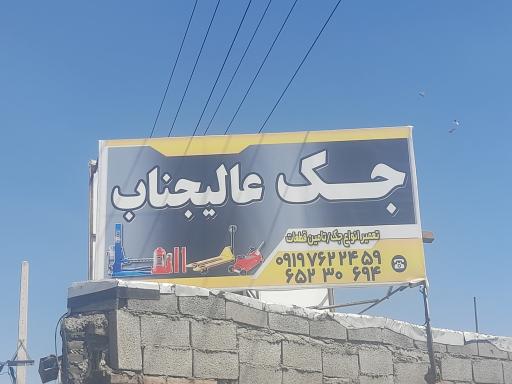 جک عالیجناب
تعمیر انواع جک / تامین قطعات
۰۹۱۹۷۶۲۲۴۵۹
۶۵۲ ۳۰ ۶۹۴